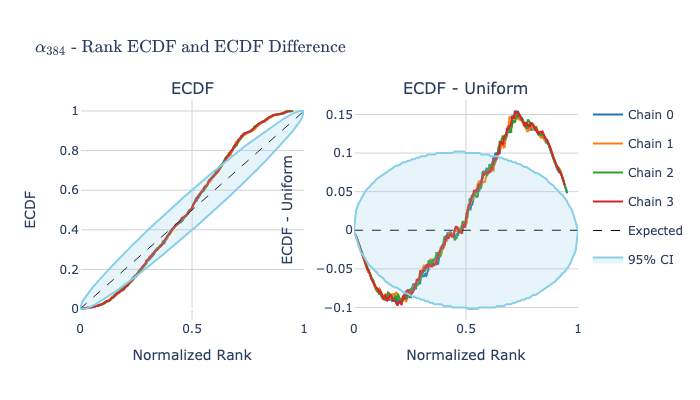 α384 - Rank ECDF and ECDF Difference
ECDF
ECDF
1
0.8
0.6
0.4
0.2
0
0
0.5
1
Normalized Rank
ECDF - Uniform
ECDF - Uniform
0.15
0.1
0.05
0
−0.05
−0.1
0
0.5
1
Normalized Rank
Chain 0
Chain 1
Chain 2
Chain 3
Expected
95% CI